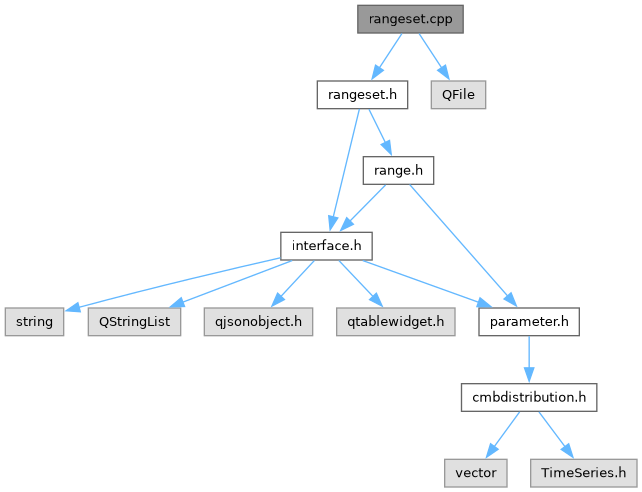 rangeset.cpp
rangeset.h
QFile
range.h
interface.h
string
QStringList
qjsonobject.h
qtablewidget.h
parameter.h
cmbdistribution.h
vector
TimeSeries.h